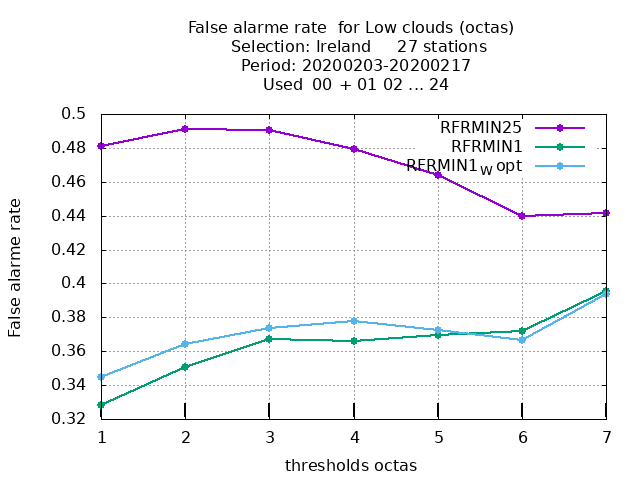 False alarme rate  for Low clouds (octas)
Selection: Ireland     27 stations
Period: 20200203-20200217
Used  00  + 01 02 ... 24
RFRMIN25
RFRMIN1
RFRMIN1W opt
False alarme rate
0.5
0.48
0.46
0.44
0.42
0.4
0.38
0.36
0.34
0.32
1 2 3 4 5 6 7
thresholds octas